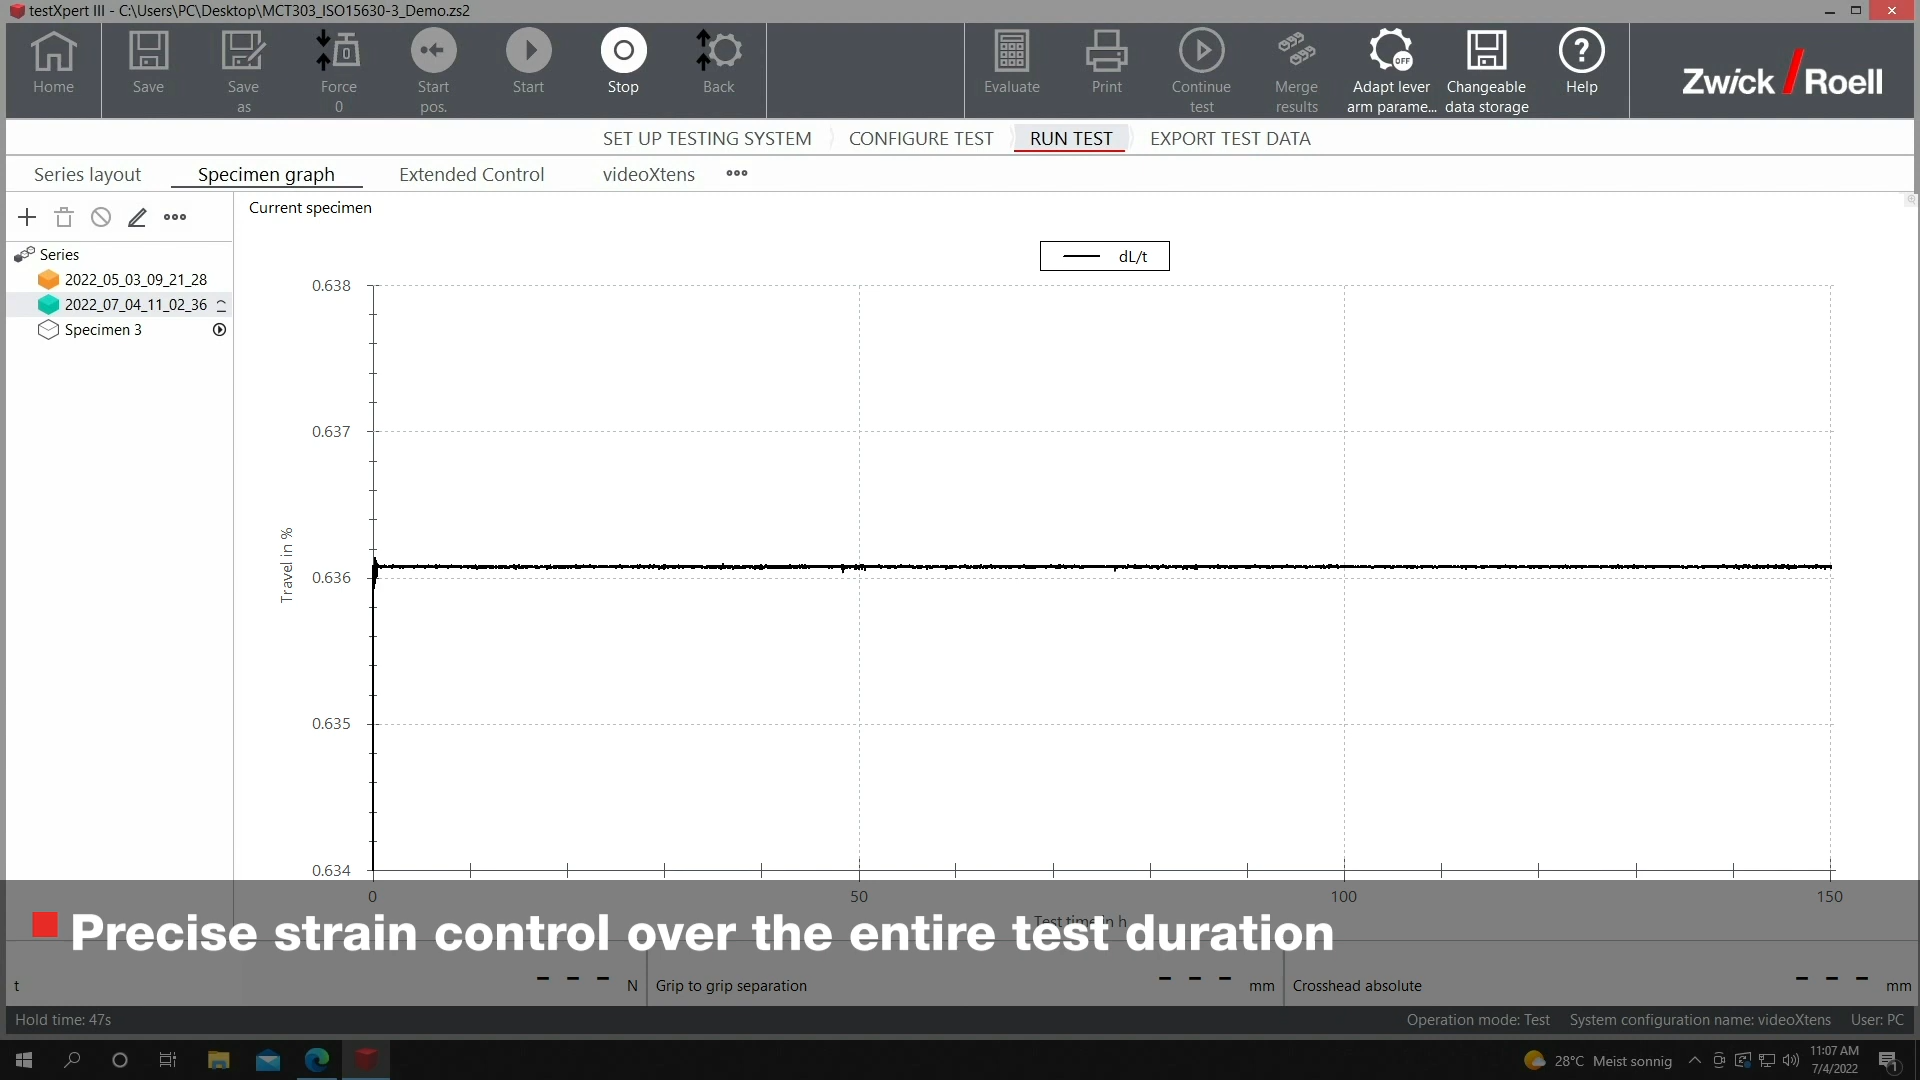 testXpert III - C:\Users\PC\Desktop\MCT303_ISO15630-3_Demo.zs2
Home
Save
Save as
Force 0
Start pos.
Start
Stop
Back
Evaluate
Print
Continue test
Merge results
Adapt lever arm parame...
Changeable data storage
Help
Zwick/Roell
SET UP TESTING SYSTEM
CONFIGURE TEST
RUN TEST
EXPORT TEST DATA
Series layout
Specimen graph
Extended Control
videoXtens
Series
2022_05_03_09_21_28
2022_07_04_11_02_36
Specimen 3
Current specimen
dL/t
0.638
0.637
0.636
0.635
0.634
Travel in %
0
50
100
150
Test time in h
Precise strain control over the entire test duration
t
--- N
Grip to grip separation
--- mm
Crosshead absolute
--- mm
Hold time: 47s
Operation mode: Test
System configuration name: videoXtens
User: PC
28°C Meist sonnig
11:07 AM
7/4/2022
1